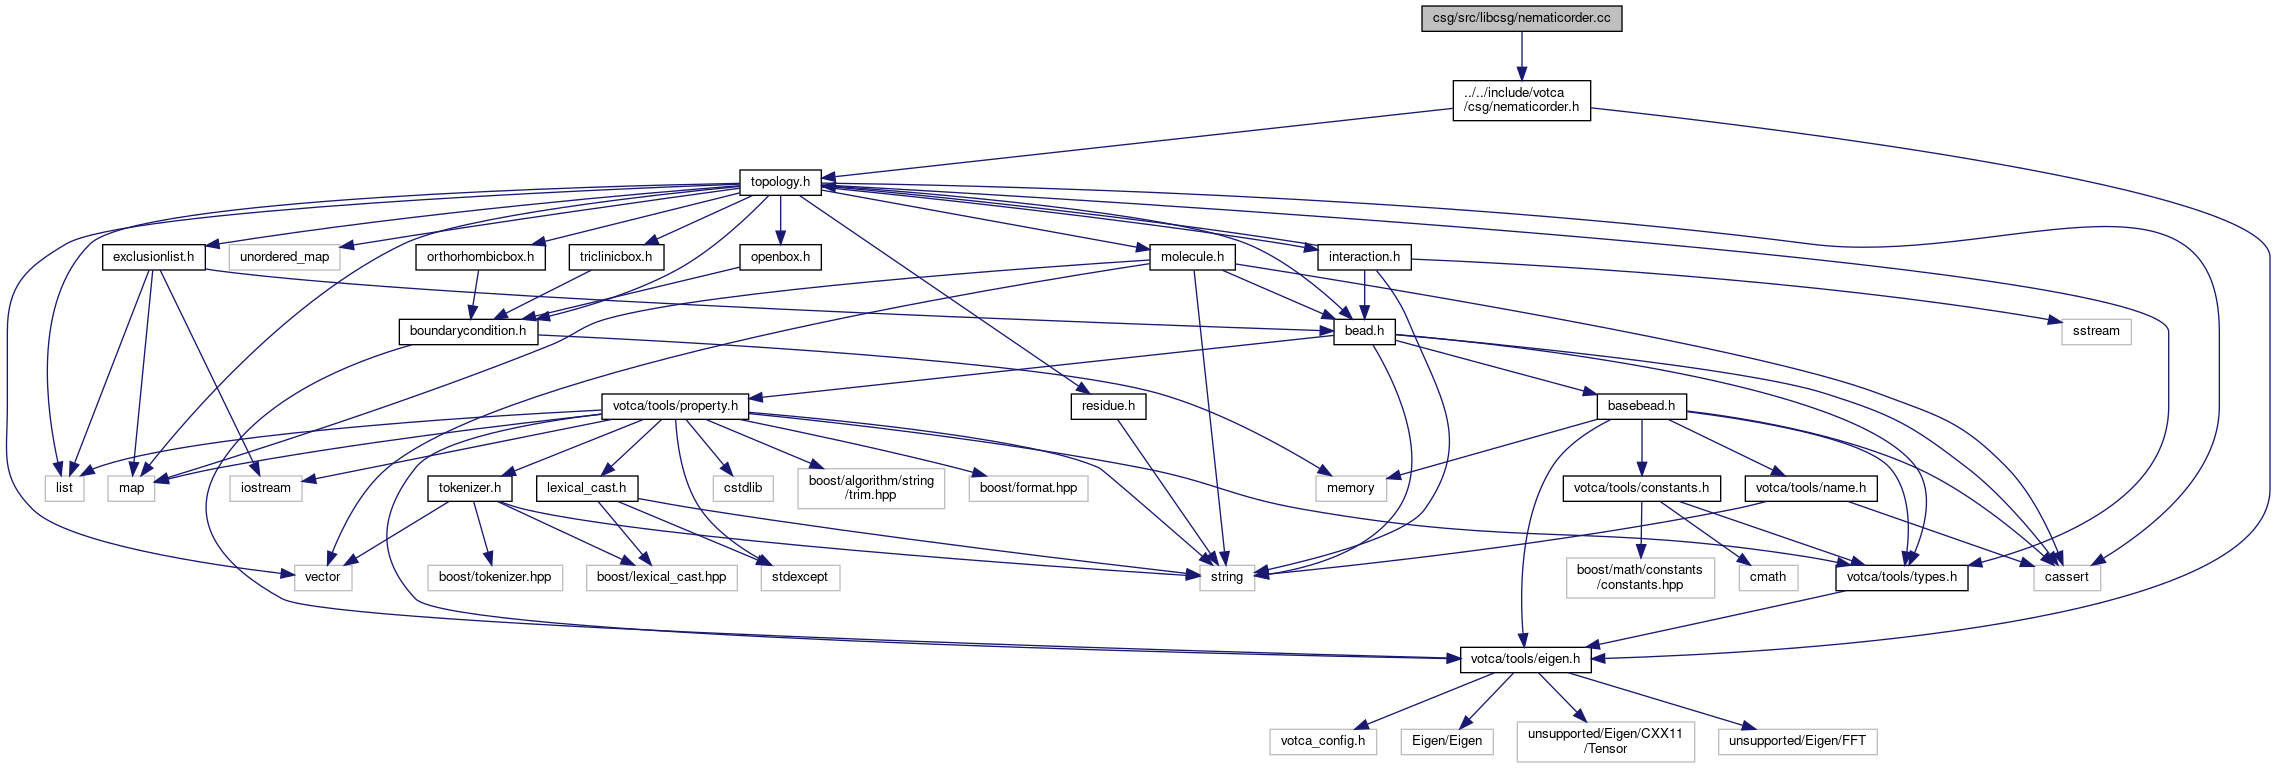 csg/src/libcsg/nematicorder.cc
../../include/votca
/csg/nematicorder.h
topology.h
exclusionlist.h
unordered_map
orthorhombicbox.h
triclinicbox.h
openbox.h
molecule.h
interaction.h
boundarycondition.h
bead.h
sstream
votca/tools/property.h
residue.h
basebead.h
list
map
iostream
tokenizer.h
lexical_cast.h
cstdlib
boost/algorithm/string
/trim.hpp
boost/format.hpp
memory
votca/tools/constants.h
votca/tools/name.h
vector
boost/tokenizer.hpp
boost/lexical_cast.hpp
stdexcept
string
boost/math/constants
/constants.hpp
cmath
votca/tools/types.h
cassert
votca/tools/eigen.h
votca_config.h
Eigen/Eigen
unsupported/Eigen/CXX11
/Tensor
unsupported/Eigen/FFT